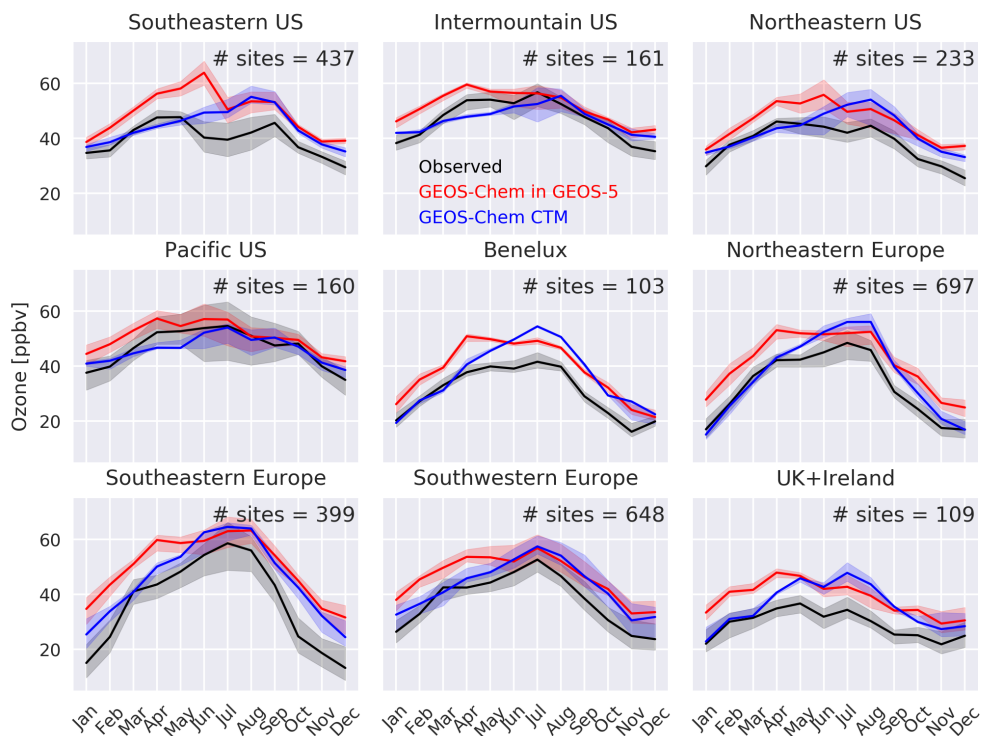 Southeastern US
Intermountain US
Northeastern US
# sites = 437
# sites = 161
# sites = 233
60
40
20
Observed
GEOS-Chem in GEOS-5
GEOS-Chem CTM
Pacific US
Benelux
Northeastern Europe
# sites = 160
# sites = 103
# sites = 697
Ozone [ppbv]
60
40
20
Southeastern Europe
Southwestern Europe
UK+Ireland
# sites = 399
# sites = 648
# sites = 109
60
40
20
Jan Feb Mar Apr May Jun Jul Aug Sep Oct Nov Dec
Jan Feb Mar Apr May Jun Jul Aug Sep Oct Nov Dec
Jan Feb Mar Apr May Jun Jul Aug Sep Oct Nov Dec